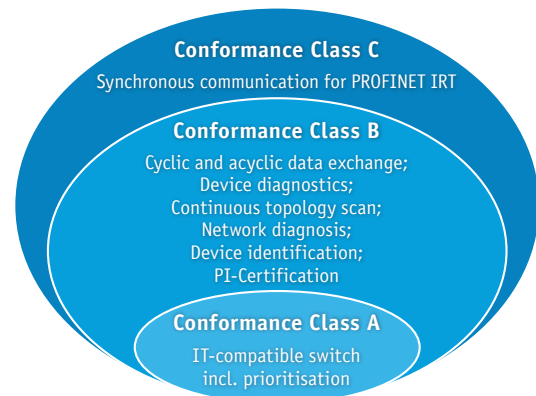 Conformance Class C
Synchronous communication for PROFINET IRT
Conformance Class B
Cyclic and acyclic data exchange;
Device diagnostics;
Continuous topology scan;
Network diagnosis;
Device identification;
PI-Certification
Conformance Class A
IT-compatible switch
incl. prioritisation